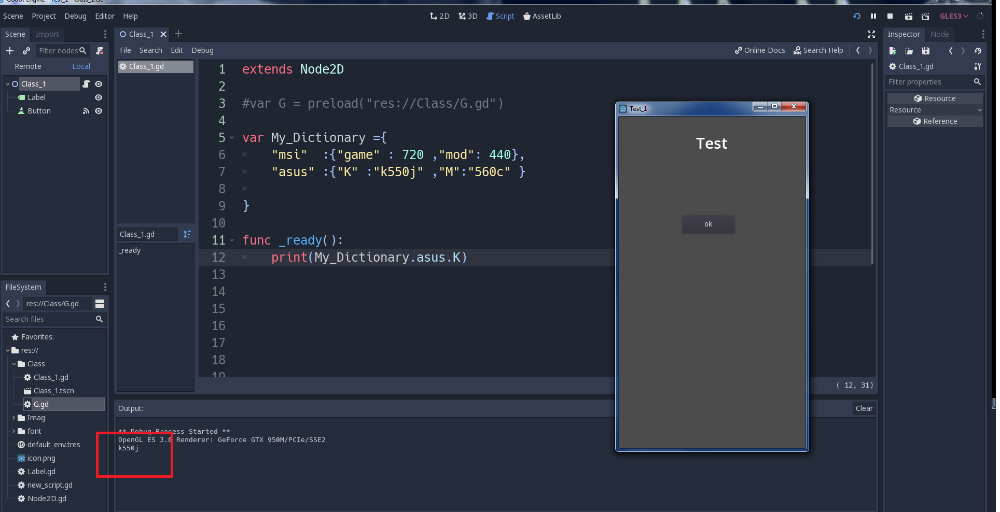 Godot Engine - Test_1 - Class_1.tscn
Scene Project Debug Editor Help
2D 3D Script AssetLib
GLES3
Scene Import
Filter nodes
Remote Local
Class_1
Label
Button
Class_1
File Search Edit Debug
Online Docs Search Help
Class_1.gd
Class_1.gd
_ready
1 extends Node2D
2
3 #var G = preload("res://Class/G.gd")
4
5 var My_Dictionary ={
6 "msi"  :{"game" : 720 ,"mod": 440},
7 "asus" :{"K" :"k550j" ,"M":"560c" }
8
9 }
10
11 func _ready():
12 print(My_Dictionary.asus.K)
13
14
15
16
17
18
19
( 12, 31)
Test_1
Test
ok
Inspector Node
Class_1.gd
Filter properties
Resource
Resource
Reference
FileSystem
res://Class/G.gd
Search files
Favorites:
res://
Class
Class_1.gd
Class_1.tscn
G.gd
Imag
font
default_env.tres
icon.png
Label.gd
new_script.gd
Node2D.gd
Output:
Clear
** Debug Process Started **
OpenGL ES 3.0 Renderer: GeForce GTX 950M/PCIe/SSE2
k550j